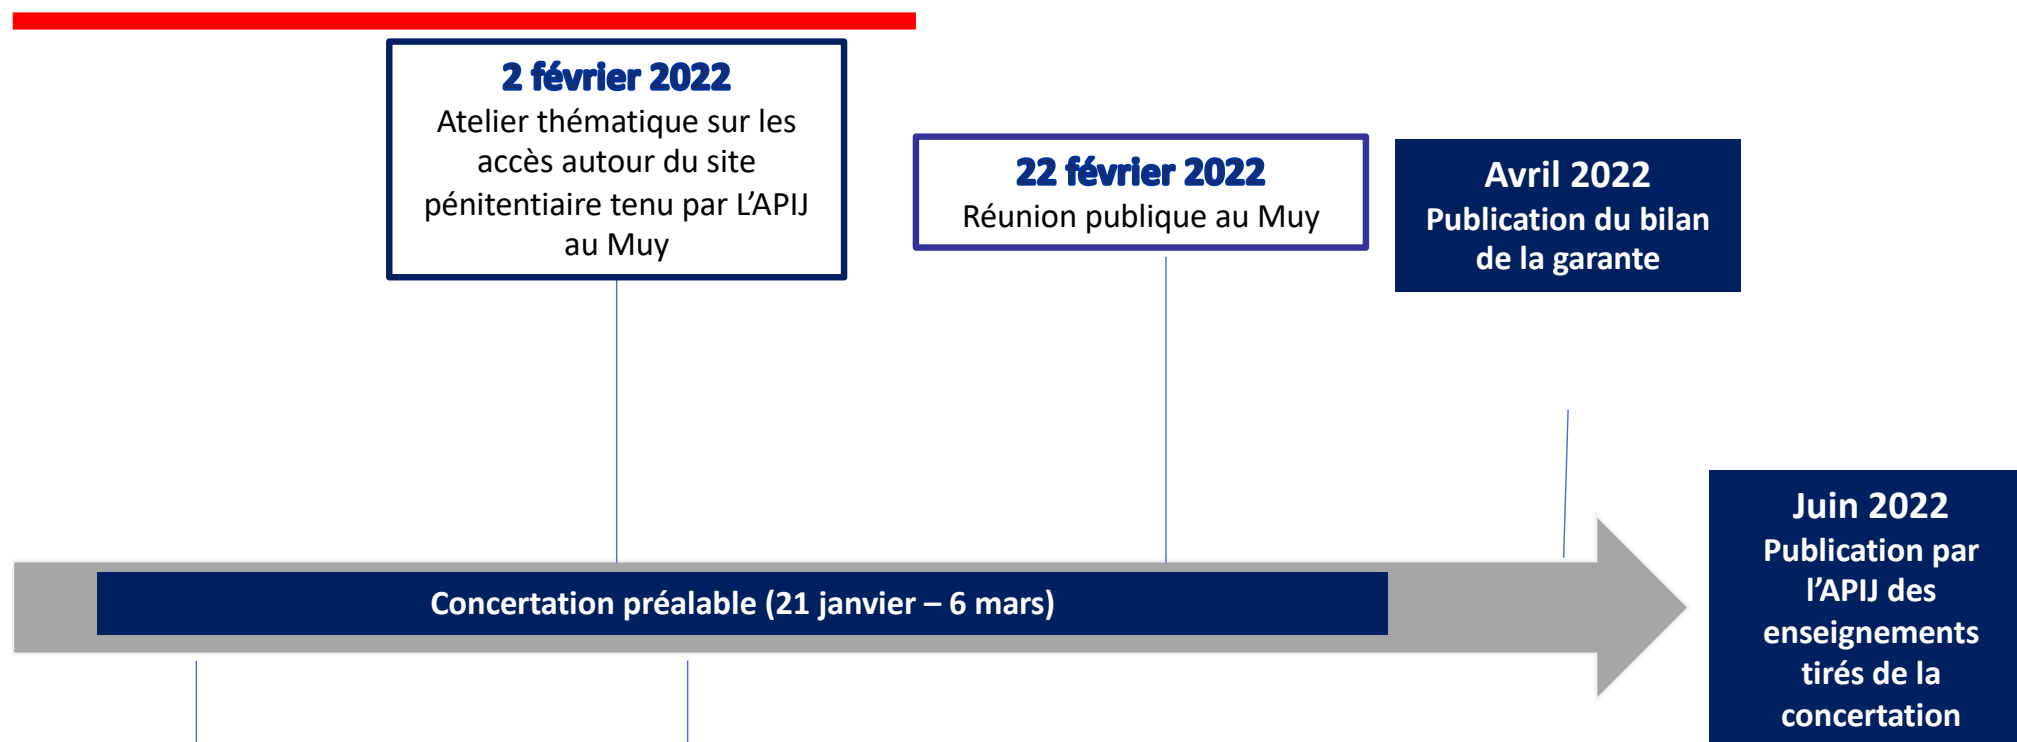 2 février 2022
Atelier thématique sur les
accès autour du site
pénitentiaire tenu par L’APIJ
au Muy
22 février 2022
Réunion publique au Muy
Avril 2022
Publication du bilan
de la garante
Juin 2022
Publication par
l’APIJ des
enseignements
tirés de la
concertation
Concertation préalable (21 janvier – 6 mars)